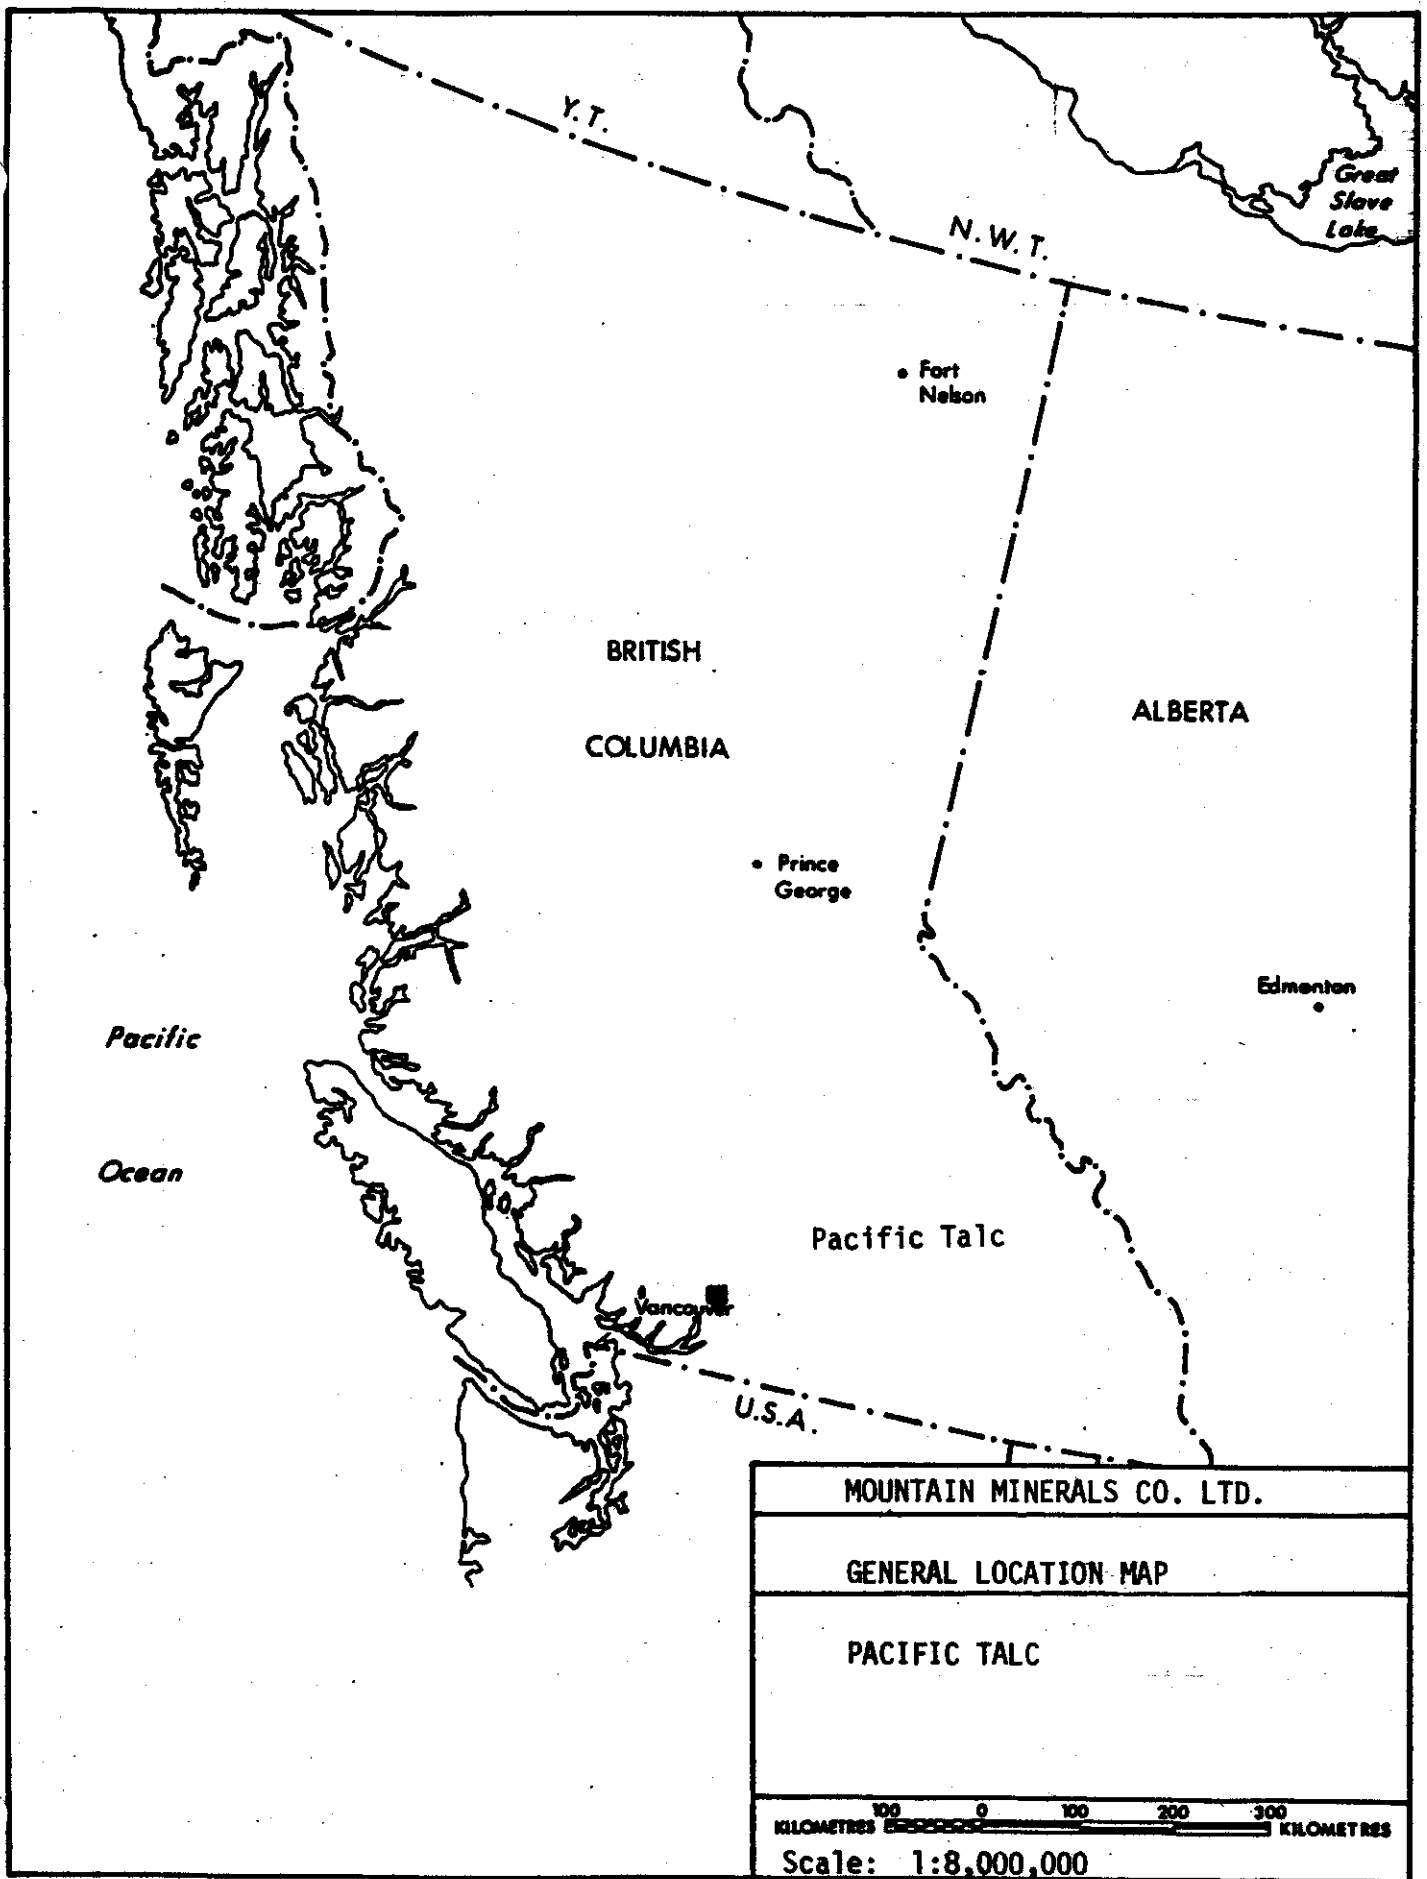 Y.T.
N.W.T.
Great
Slave
Lake
Fort
Nelson
BRITISH
COLUMBIA
ALBERTA
Prince
George
Edmonton
Pacific
Ocean
Pacific Talc
Vancouver
U.S.A.
MOUNTAIN MINERALS CO. LTD.
GENERAL LOCATION MAP
PACIFIC TALC
100 0 100 200 300
KILOMETRES KILOMETRES
Scale: 1:8,000,000